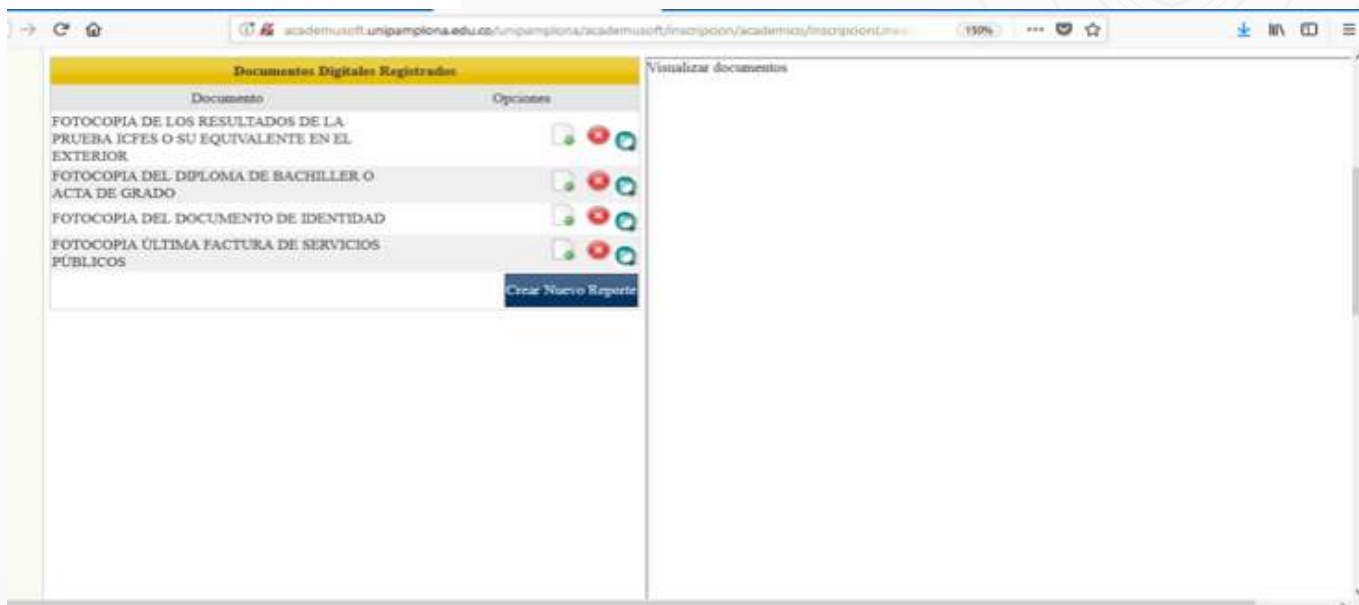 academusoft.unipamplona.edu.co/unipamplona/academusoft/inscripcion/academico/
150%
Documentos Digitales Registrados
Documento Opciones
FOTOCOPIA DE LOS RESULTADOS DE LA
PRUEBA ICFES O SU EQUIVALENTE EN EL
EXTERIOR
FOTOCOPIA DEL DIPLOMA DE BACHILLER O
ACTA DE GRADO
FOTOCOPIA DEL DOCUMENTO DE IDENTIDAD
FOTOCOPIA ÚLTIMA FACTURA DE SERVICIOS
PÚBLICOS
Crear Nuevo Reporte
Visualizar documentos